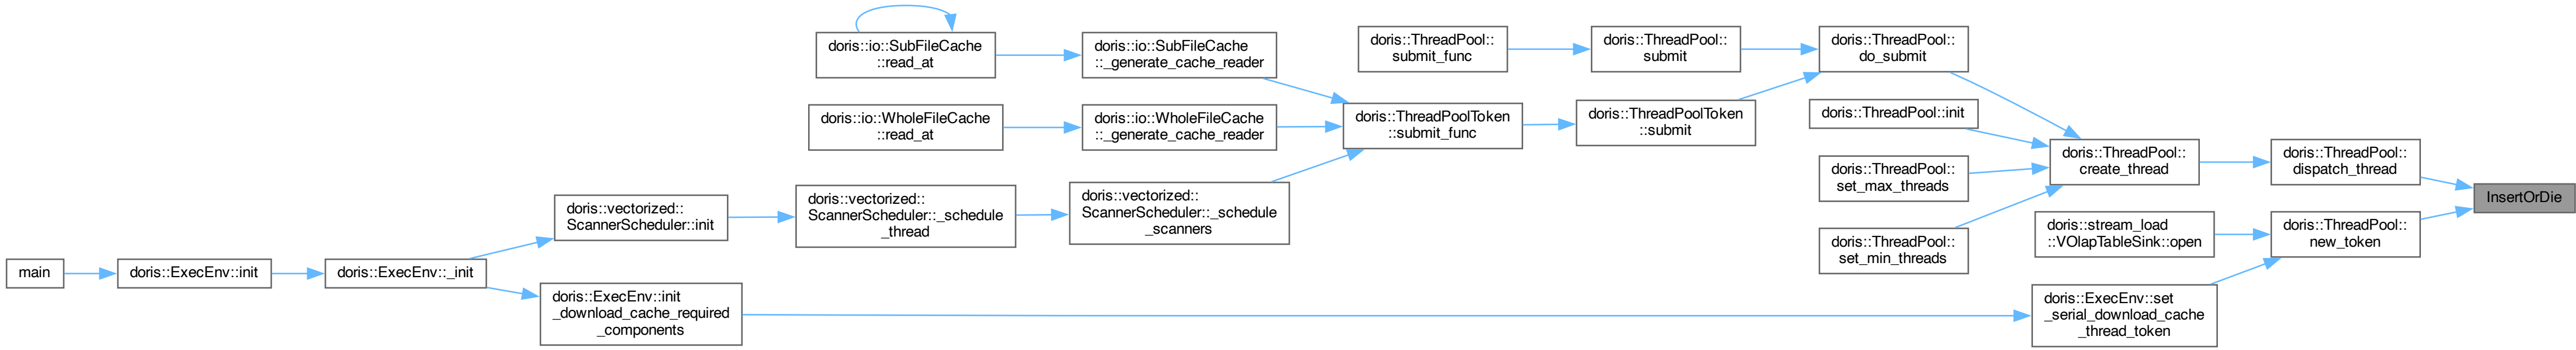 doris::io::SubFileCache
::read_at
doris::io::SubFileCache
::_generate_cache_reader
doris::ThreadPool::
submit_func
doris::ThreadPool::
submit
doris::ThreadPool::
do_submit
doris::io::WholeFileCache
::read_at
doris::io::WholeFileCache
::_generate_cache_reader
doris::ThreadPoolToken
::submit_func
doris::ThreadPoolToken
::submit
doris::ThreadPool::init
doris::ThreadPool::
set_max_threads
doris::ThreadPool::
create_thread
doris::ThreadPool::
dispatch_thread
InsertOrDie
doris::vectorized::
ScannerScheduler::init
doris::vectorized::
ScannerScheduler::_schedule
_thread
doris::vectorized::
ScannerScheduler::_schedule
_scanners
doris::ThreadPool::
set_min_threads
doris::stream_load
::VOlapTableSink::open
doris::ThreadPool::
new_token
main
doris::ExecEnv::init
doris::ExecEnv::_init
doris::ExecEnv::init
_download_cache_required
_components
doris::ExecEnv::set
_serial_download_cache
_thread_token